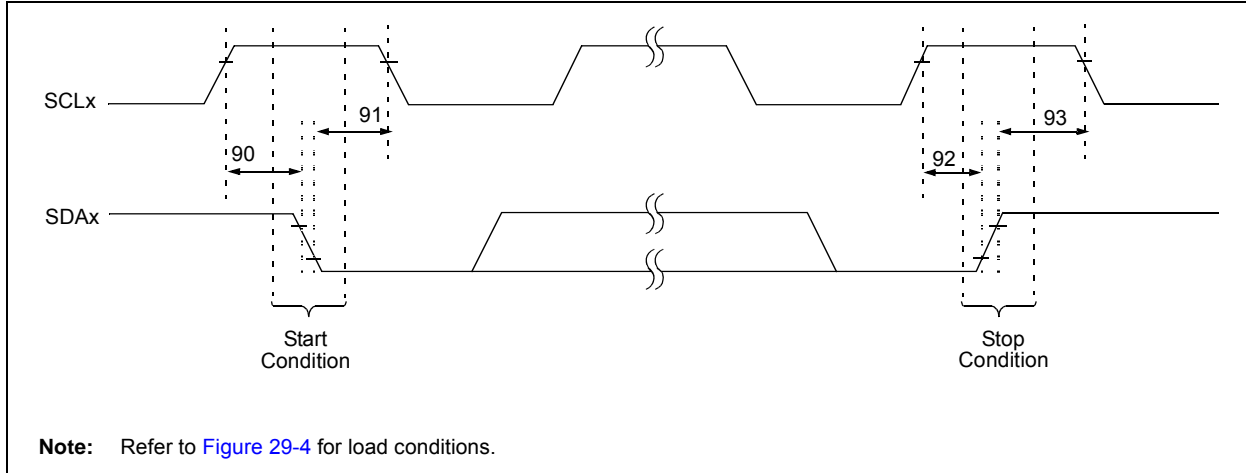 SCLx
91
93
90
92
SDAx
Start
Condition
Stop
Condition
Note: Refer to Figure 29-4 for load conditions.